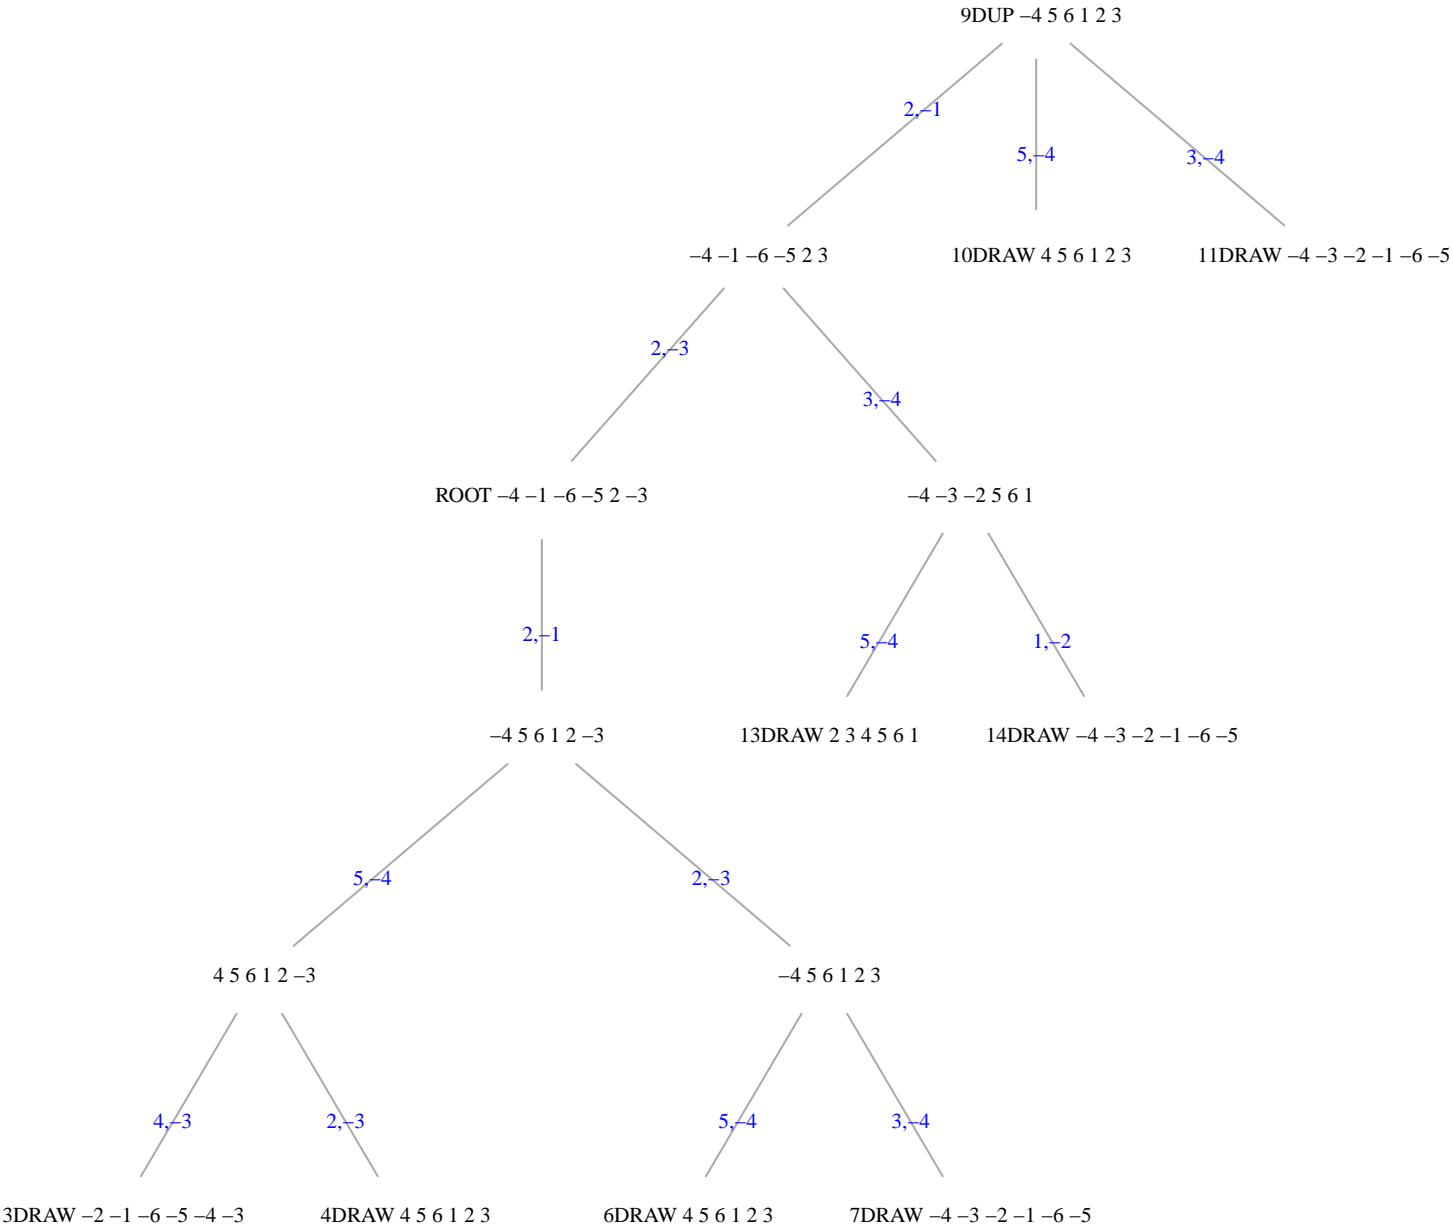 9DUP –4 5 6 1 2 3
2,–1
5,–4
3,–4
–4 –1 –6 –5 2 3
10DRAW 4 5 6 1 2 3
11DRAW –4 –3 –2 –1 –6 –5
2,–3
3,–4
ROOT –4 –1 –6 –5 2 –3
–4 –3 –2 5 6 1
2,–1
5,–4
1,–2
–4 5 6 1 2 –3
13DRAW 2 3 4 5 6 1
14DRAW –4 –3 –2 –1 –6 –5
5,–4
2,–3
4 5 6 1 2 –3
–4 5 6 1 2 3
4,–3
2,–3
5,–4
3,–4
3DRAW –2 –1 –6 –5 –4 –3
4DRAW 4 5 6 1 2 3
6DRAW 4 5 6 1 2 3
7DRAW –4 –3 –2 –1 –6 –5